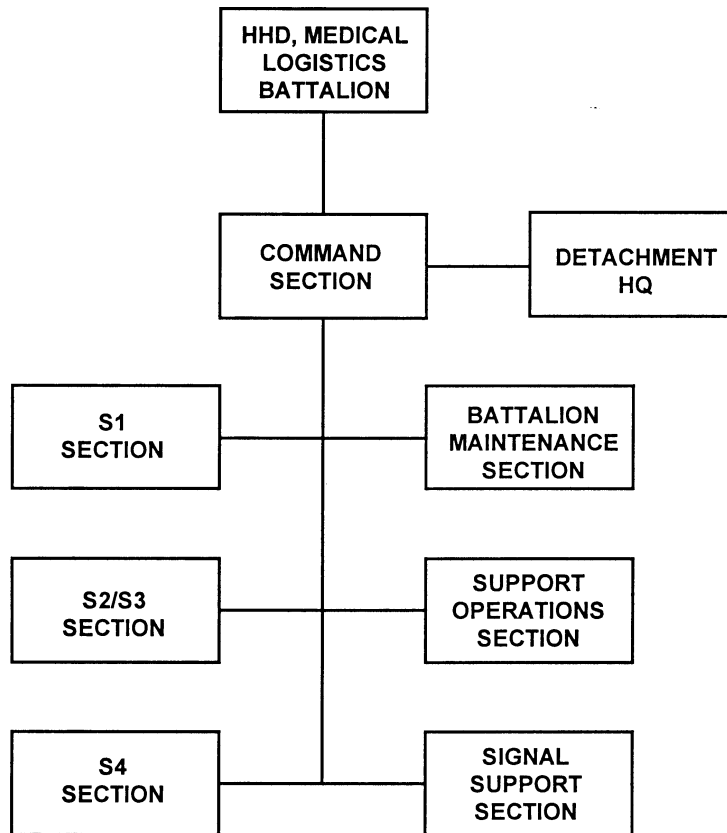 HHD, MEDICAL
LOGISTICS
BATTALION
COMMAND
SECTION
DETACHMENT
HQ
S1
SECTION
BATTALION
MAINTENANCE
SECTION
S2/S3
SECTION
SUPPORT
OPERATIONS
SECTION
S4
SECTION
SIGNAL
SUPPORT
SECTION